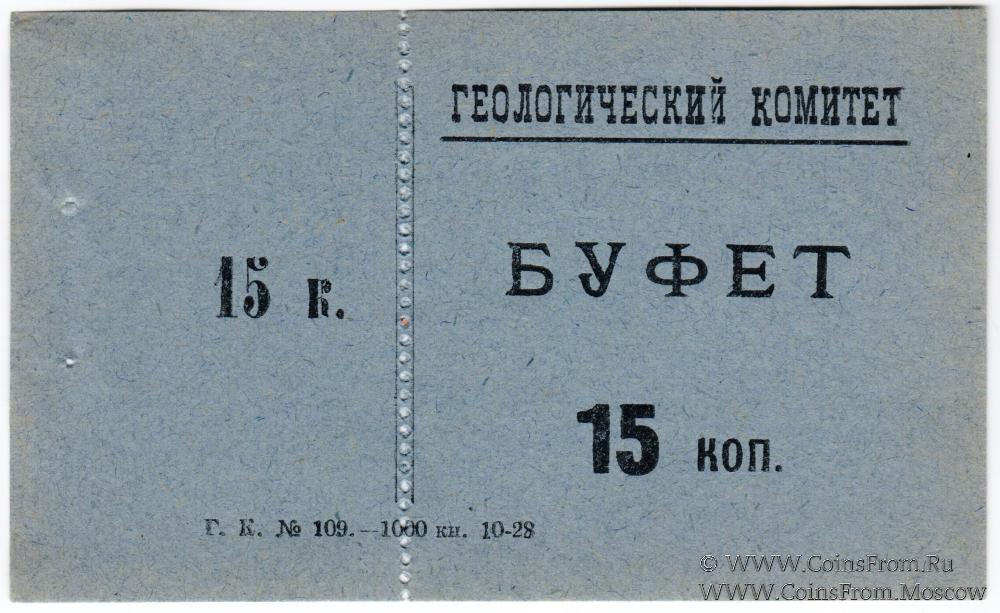 ГЕОЛОГИЧЕСКИЙ КОМИТЕТ
БУФЕТ
15 к.
15 коп.
Г. К. № 109.—1000 кн. 10-28
© WWW.CoinsFrom.Ru
WWW.CoinsFrom.Moscow